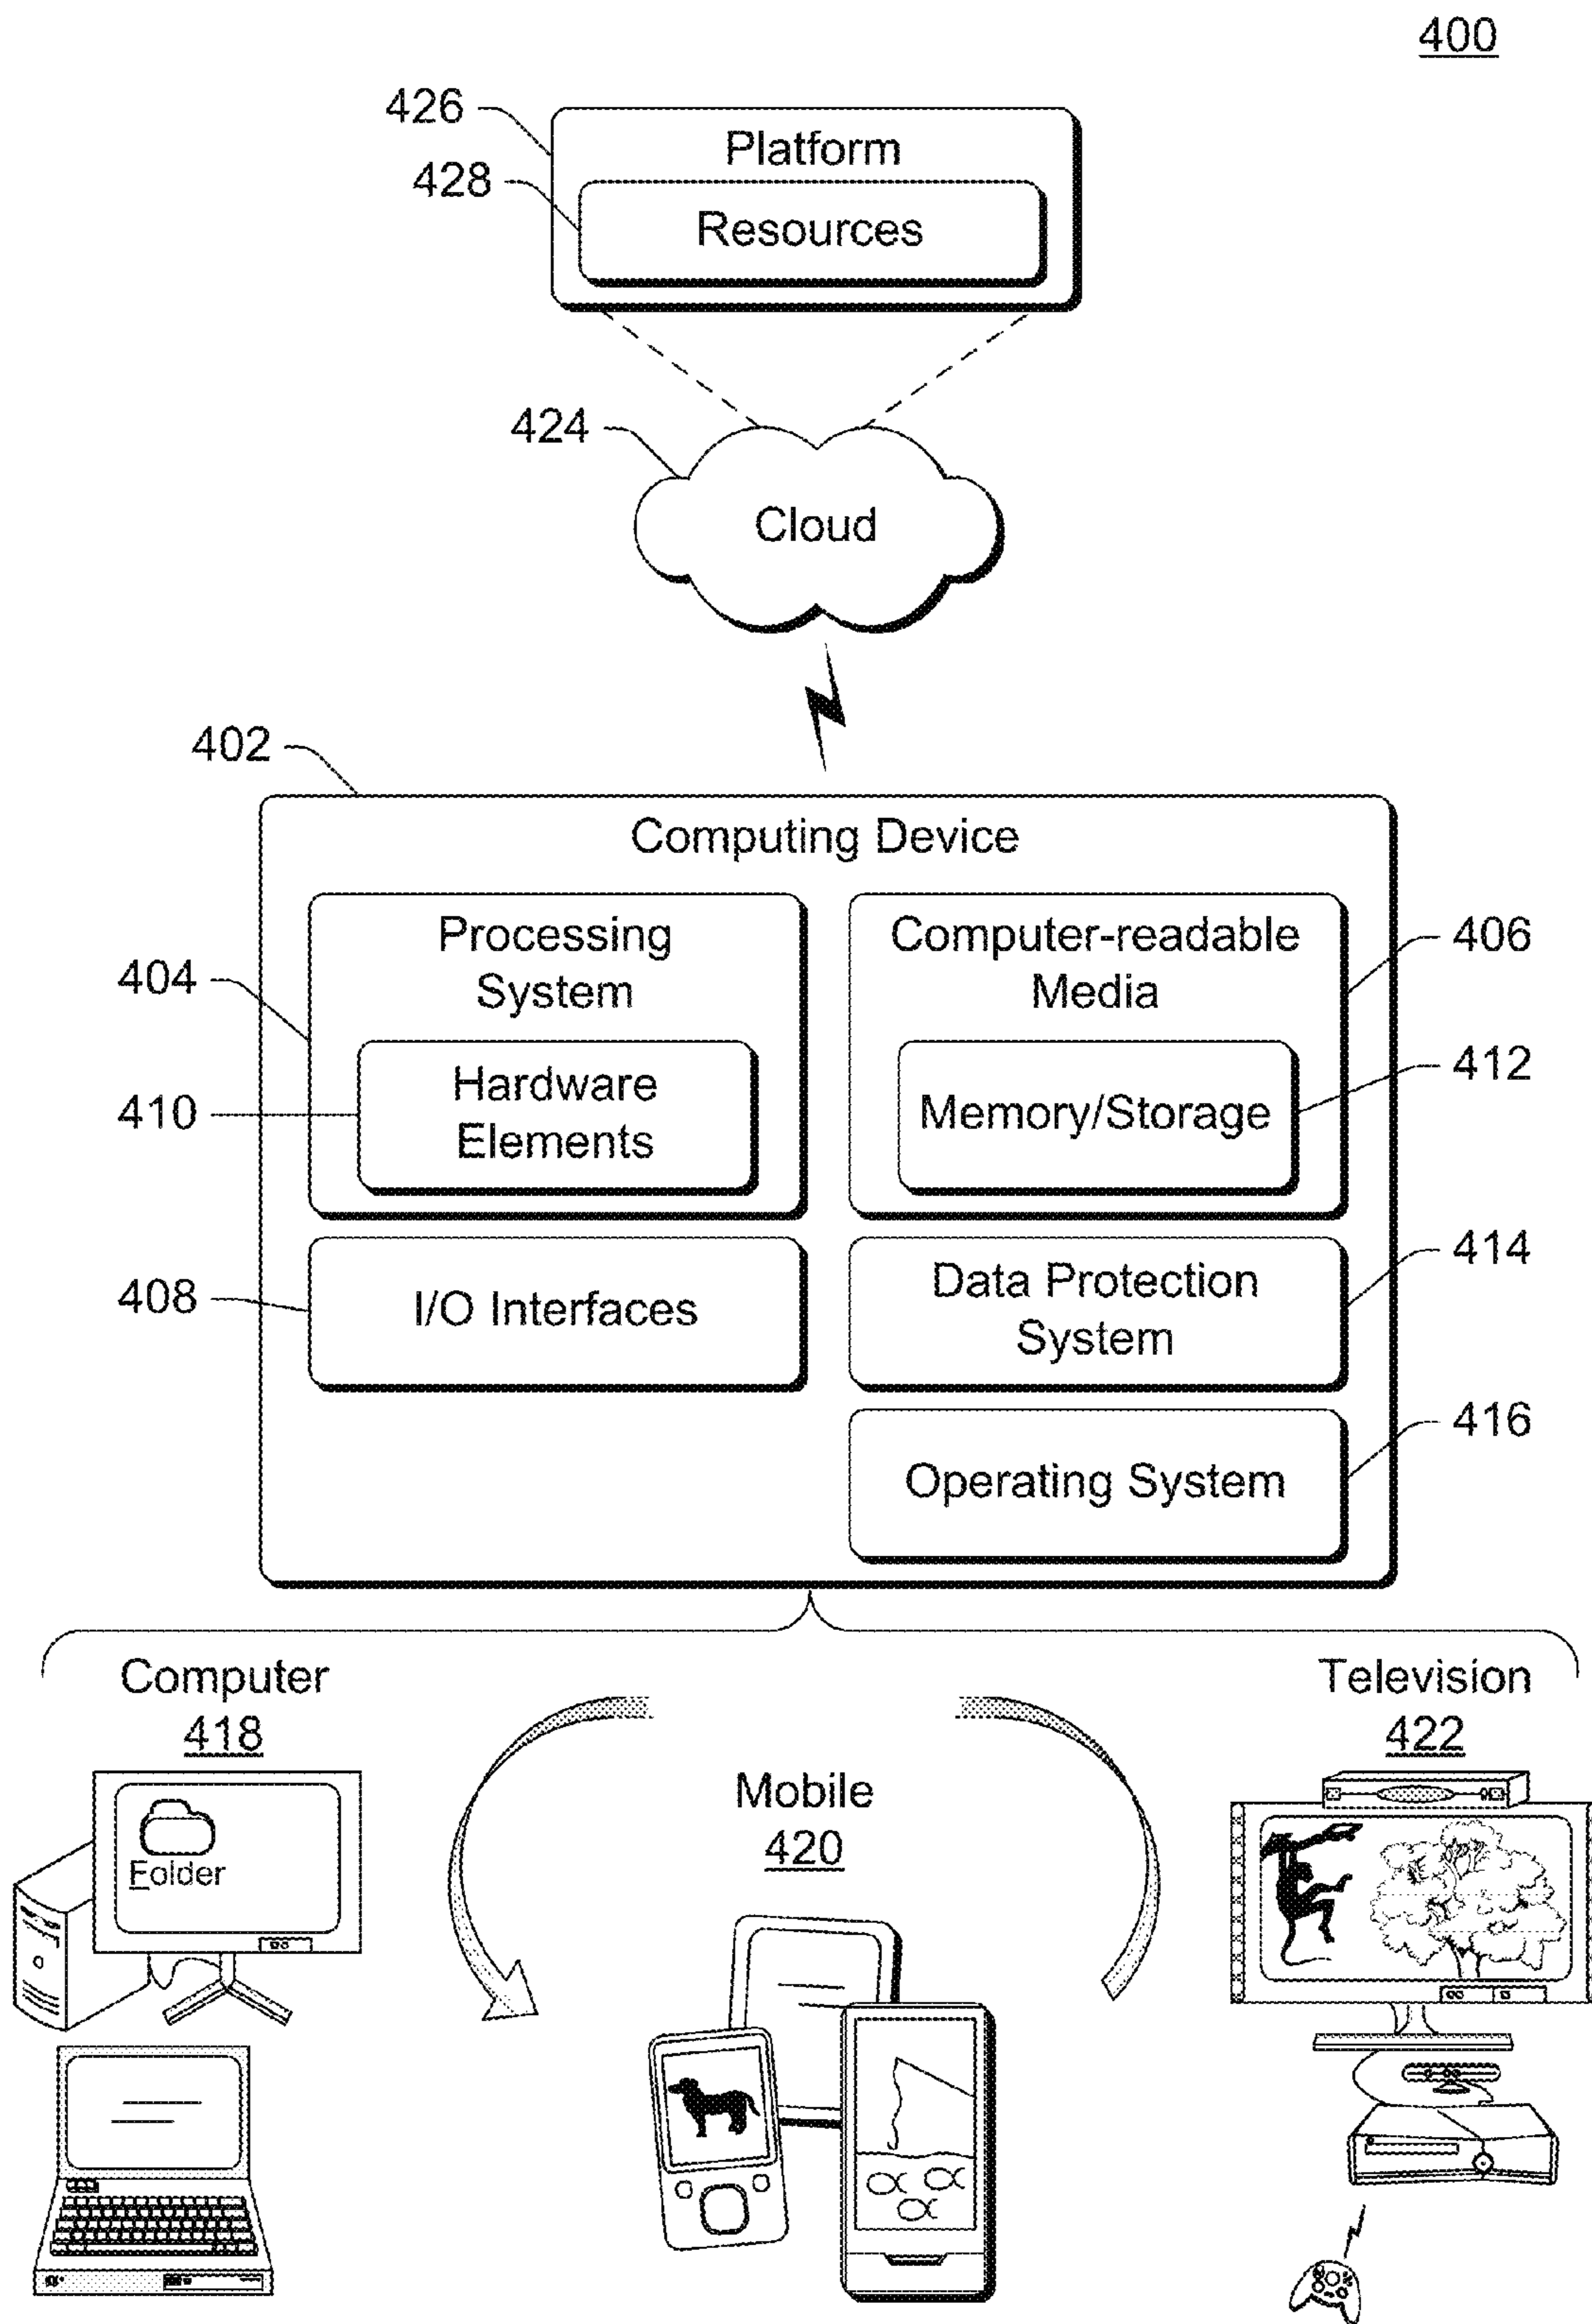 400
426
Platform
428
Resources
424
Cloud
402
Computing Device
Processing
System
404
Hardware
Elements
410
Computer-readable
Media
406
Memory/Storage
412
I/O Interfaces
408
Data Protection
System
414
Operating System
416
Computer
418
Folder
Mobile
420
Television
422